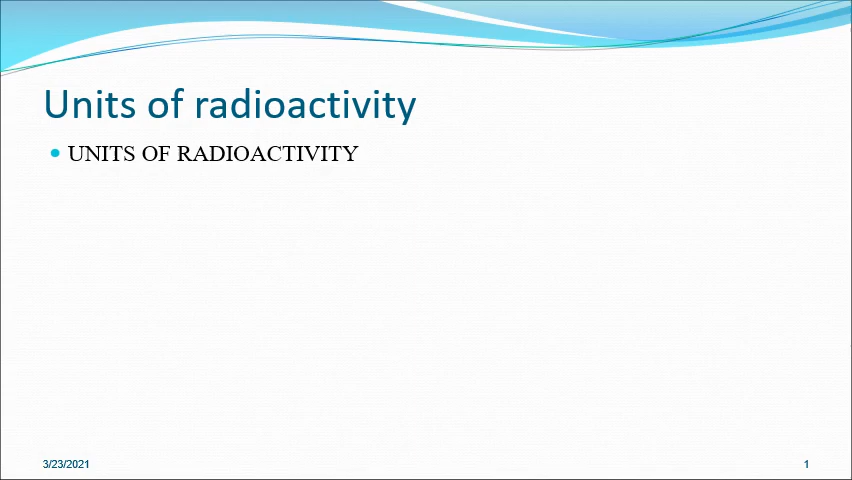 Units of radioactivity
UNITS OF RADIOACTIVITY
3/23/2021
1